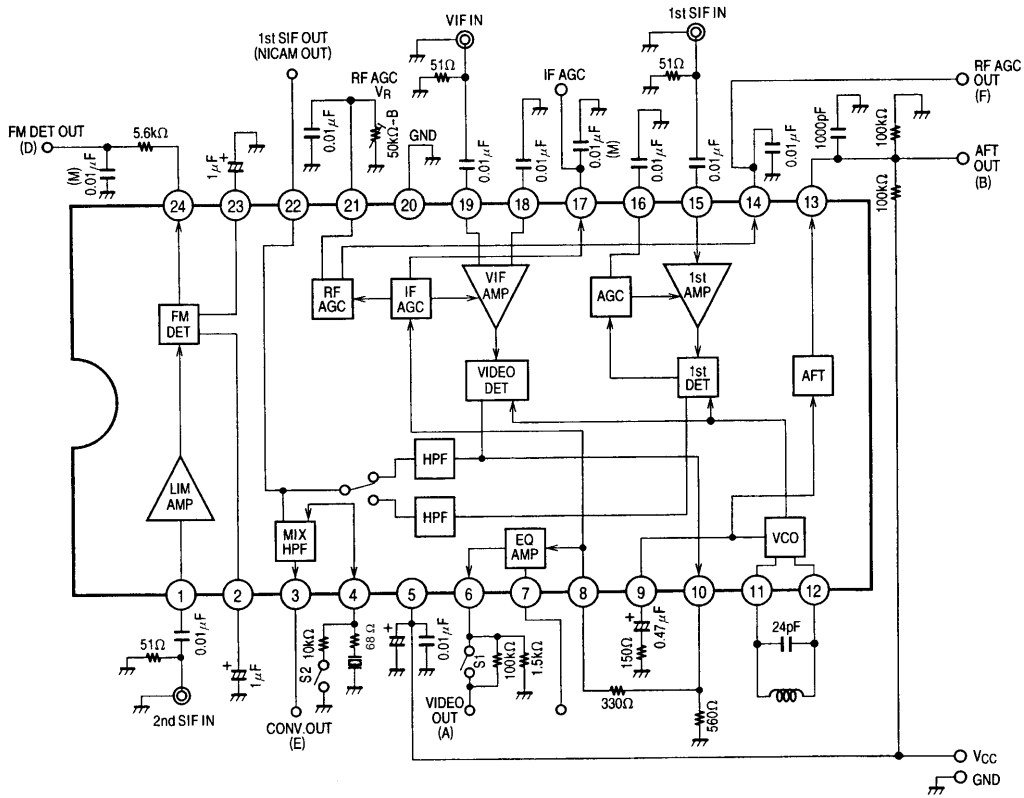 VIF IN
1st SIF IN
1st SIF OUT
(NICAM OUT)
51Ω
51Ω
RF AGC
VR
IF AGC
RF AGC
OUT
(F)
FM DET OUT
(D)
5.6kΩ
0.01μF
(M)
1μF
0.01μF
50kΩ-B
GND
0.01μF
0.01μF
0.01μF
(M)
0.01μF
0.01μF
0.01μF
1000pF
100kΩ
AFT
OUT
(B)
100kΩ
24
23
22
21
20
19
18
17
16
15
14
13
FM
DET
RF
AGC
IF
AGC
VIF
AMP
AGC
1st
AMP
VIDEO
DET
1st
DET
AFT
LIM
AMP
HPF
HPF
MIX
HPF
EQ
AMP
VCO
1
2
3
4
5
6
7
8
9
10
11
12
51Ω
0.01μF
1μF
2nd SIF IN
S2
10kΩ
68Ω
CONV.OUT
(E)
0.01μF
S1
100kΩ
1.5kΩ
VIDEO
OUT
(A)
330Ω
150Ω
0.47μF
560Ω
24pF
VCC
GND